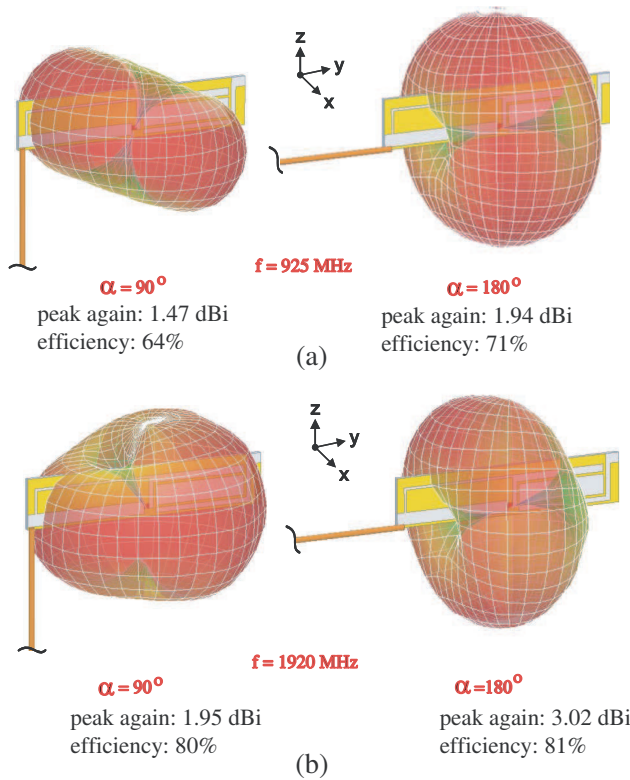 z
y
x
f = 925 MHz
α = 90°
α = 180°
peak again: 1.47 dBi
peak again: 1.94 dBi
efficiency: 64%
efficiency: 71%
(a)
z
y
x
f = 1920 MHz
α = 90°
α =180°
peak again: 1.95 dBi
peak again: 3.02 dBi
efficiency: 80%
efficiency: 81%
(b)